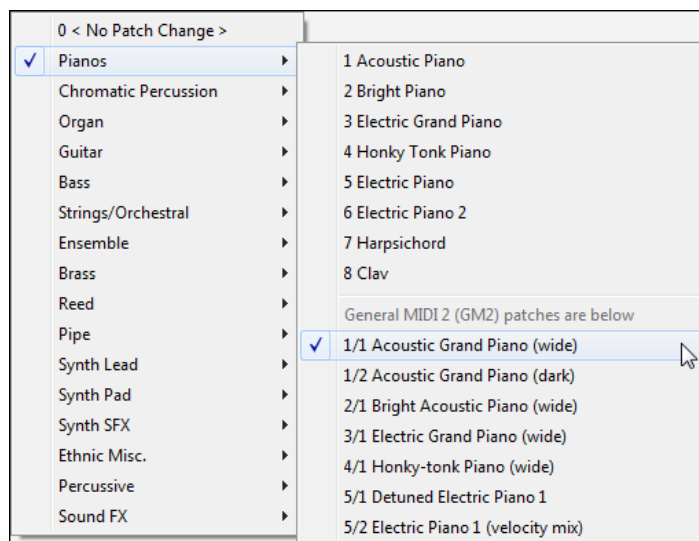 0 < No Patch Change >
Pianos
Chromatic Percussion
Organ
Guitar
Bass
Strings/Orchestral
Ensemble
Brass
Reed
Pipe
Synth Lead
Synth Pad
Synth SFX
Ethnic Misc.
Percussive
Sound FX
1 Acoustic Piano
2 Bright Piano
3 Electric Grand Piano
4 Honky Tonk Piano
5 Electric Piano
6 Electric Piano 2
7 Harpsichord
8 Clav
General MIDI 2 (GM2) patches are below
1/1 Acoustic Grand Piano (wide)
1/2 Acoustic Grand Piano (dark)
2/1 Bright Acoustic Piano (wide)
3/1 Electric Grand Piano (wide)
4/1 Honky-tonk Piano (wide)
5/1 Detuned Electric Piano 1
5/2 Electric Piano 1 (velocity mix)